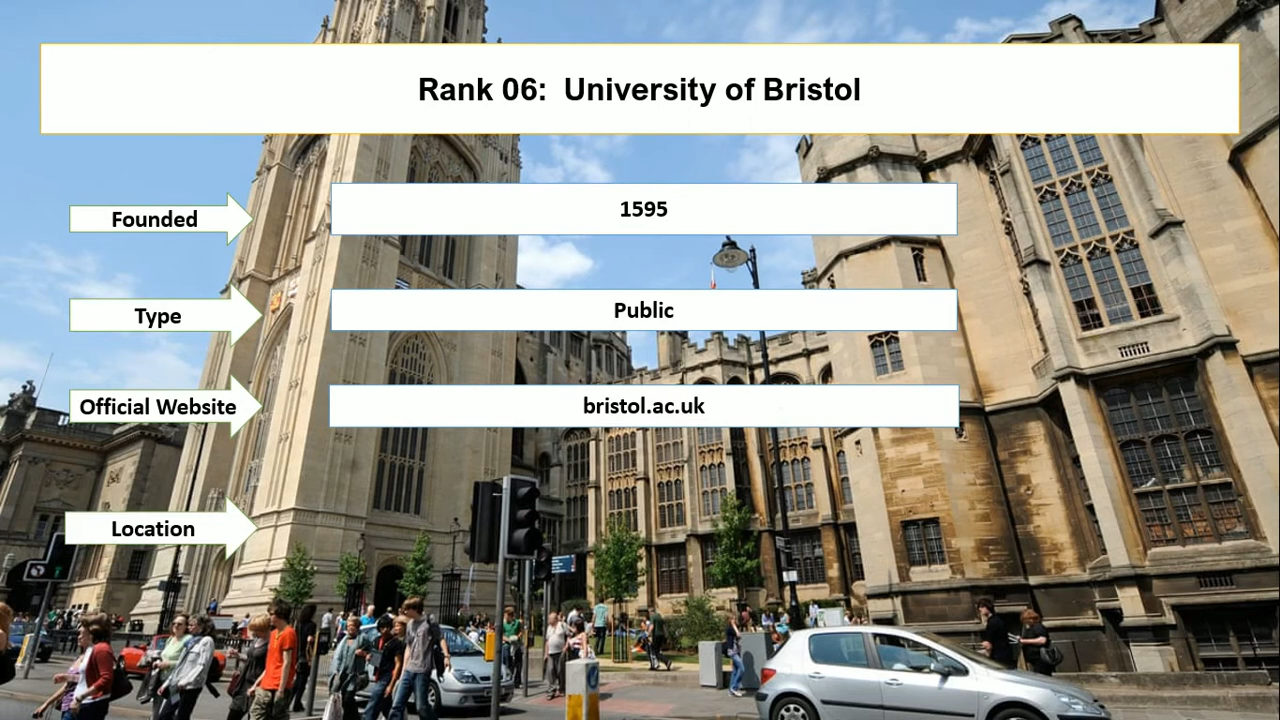 Rank 06: University of Bristol
Founded
1595
Type
Public
Official Website
bristol.ac.uk
Location